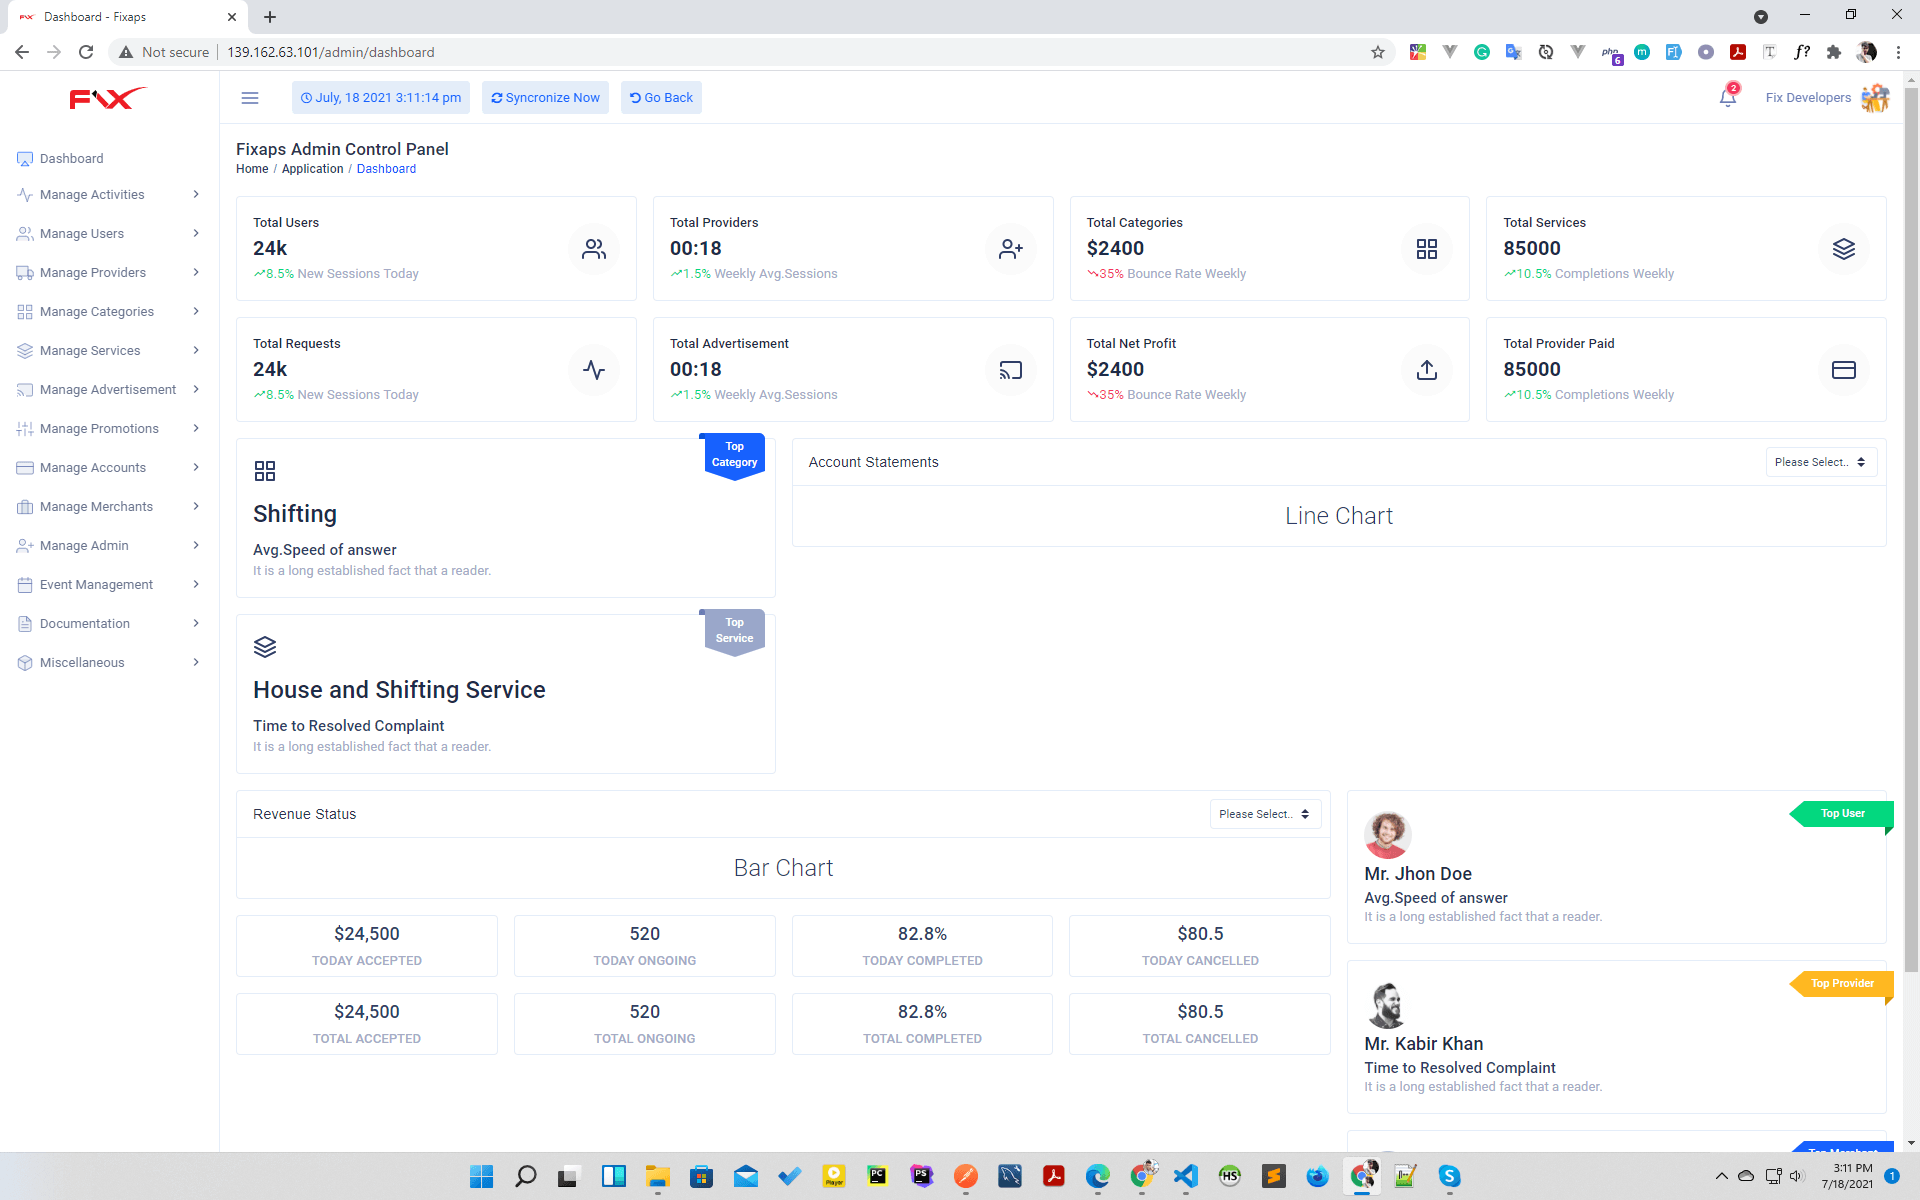 Dashboard - Fixaps
Not secure
139.162.63.101/admin/dashboard
FIX
July, 18 2021 3:11:14 pm
Syncronize Now
Go Back
2
Fix Developers
Dashboard
Manage Activities
Manage Users
Manage Providers
Manage Categories
Manage Services
Manage Advertisement
Manage Promotions
Manage Accounts
Manage Merchants
Manage Admin
Event Management
Documentation
Miscellaneous
Fixaps Admin Control Panel
Home / Application / Dashboard
Total Users
24k
8.5% New Sessions Today
Total Providers
00:18
1.5% Weekly Avg.Sessions
Total Categories
$2400
35% Bounce Rate Weekly
Total Services
85000
10.5% Completions Weekly
Total Requests
24k
8.5% New Sessions Today
Total Advertisement
00:18
1.5% Weekly Avg.Sessions
Total Net Profit
$2400
35% Bounce Rate Weekly
Total Provider Paid
85000
10.5% Completions Weekly
Top
Category
Shifting
Avg.Speed of answer
It is a long established fact that a reader.
Account Statements
Please Select..
Line Chart
Top
Service
House and Shifting Service
Time to Resolved Complaint
It is a long established fact that a reader.
Revenue Status
Please Select..
Bar Chart
$24,500
TODAY ACCEPTED
520
TODAY ONGOING
82.8%
TODAY COMPLETED
$80.5
TODAY CANCELLED
$24,500
TOTAL ACCEPTED
520
TOTAL ONGOING
82.8%
TOTAL COMPLETED
$80.5
TOTAL CANCELLED
Top User
Mr. Jhon Doe
Avg.Speed of answer
It is a long established fact that a reader.
Top Provider
Mr. Kabir Khan
Time to Resolved Complaint
It is a long established fact that a reader.
Top Merchant
3:11 PM
7/18/2021
1